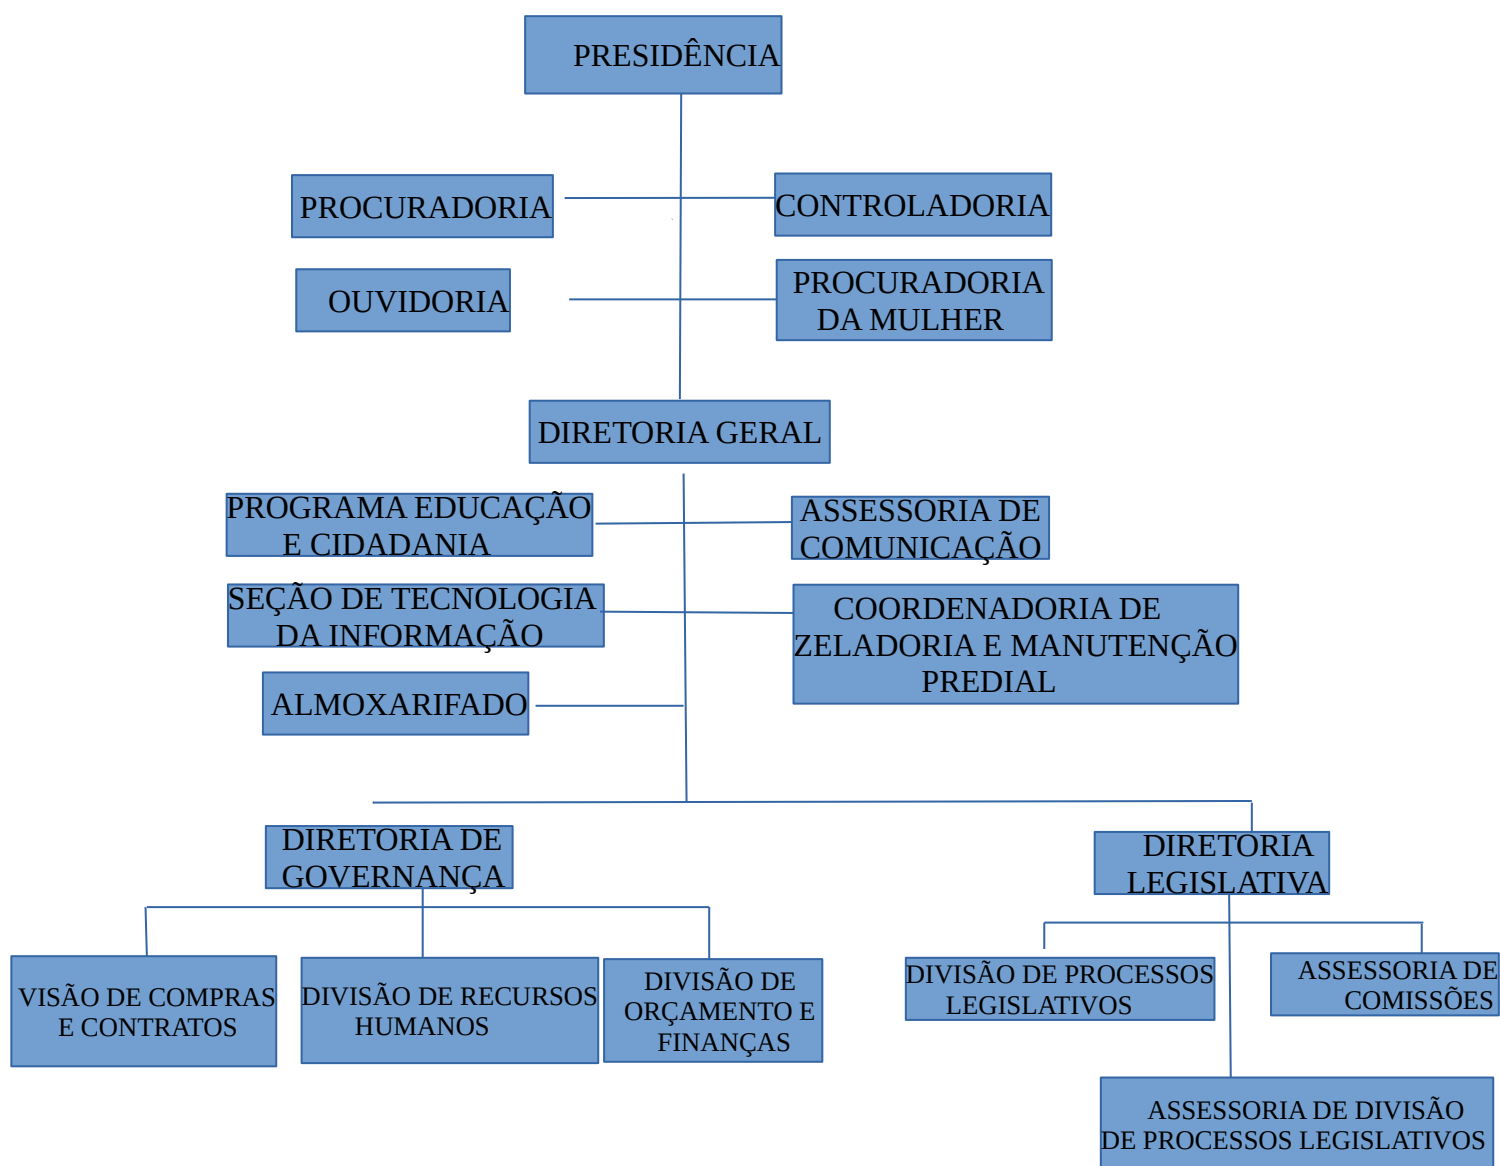 PRESIDÊNCIA
PROCURADORIA
CONTROLADORIA
OUVIDORIA
PROCURADORIA
DA MULHER
DIRETORIA GERAL
PROGRAMA EDUCAÇÃO
E CIDADANIA
ASSESSORIA DE
COMUNICAÇÃO
SEÇÃO DE TECNOLOGIA
DA INFORMAÇÃO
COORDENADORIA DE
ZELADORIA E MANUTENÇÃO
PREDIAL
ALMOXARIFADO
DIRETORIA DE
GOVERNANÇA
DIRETORIA
LEGISLATIVA
VISÃO DE COMPRAS
E CONTRATOS
DIVISÃO DE RECURSOS
HUMANOS
DIVISÃO DE
ORÇAMENTO E
FINANÇAS
DIVISÃO DE PROCESSOS
LEGISLATIVOS
ASSESSORIA DE
COMISSÕES
ASSESSORIA DE DIVISÃO
DE PROCESSOS LEGISLATIVOS